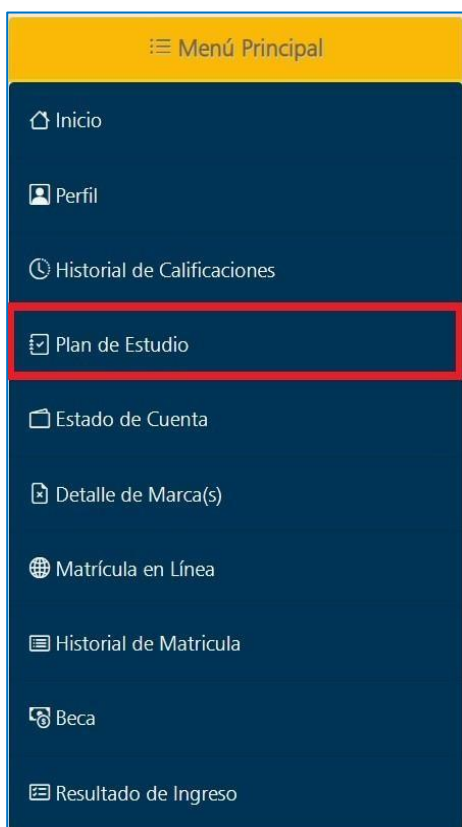 Menú Principal
Inicio
Perfil
Historial de Calificaciones
Plan de Estudio
Estado de Cuenta
Detalle de Marca(s)
Matrícula en Línea
Historial de Matricula
Beca
Resultado de Ingreso